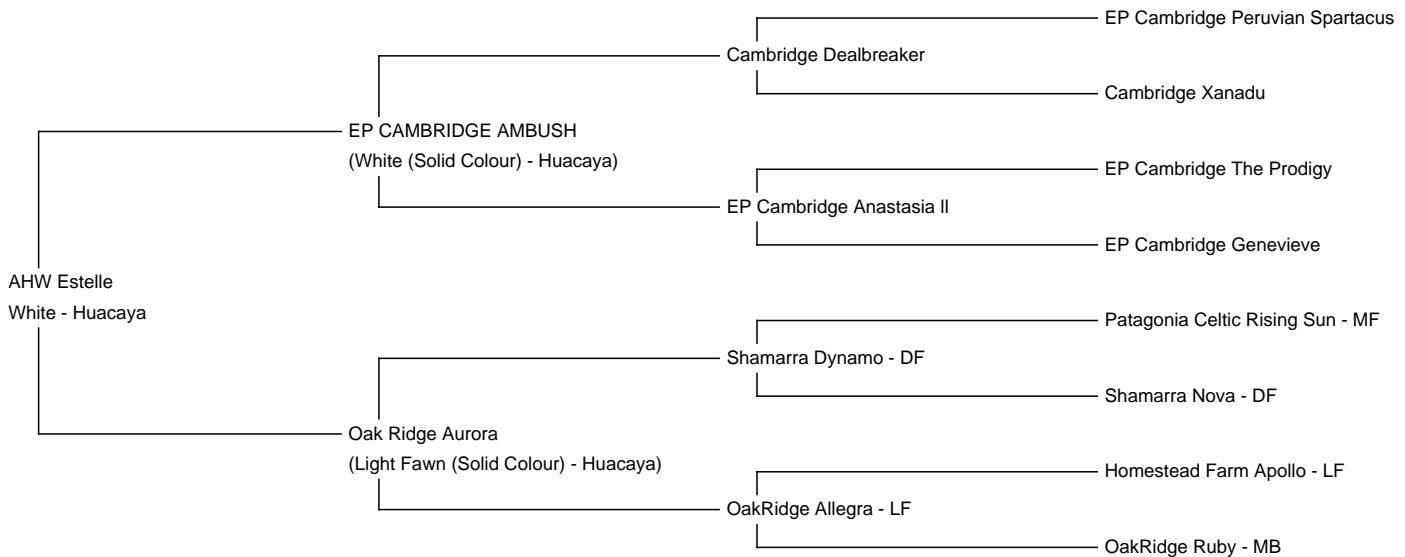 EP Cambridge Peruvian Spartacus
Cambridge Dealbreaker
Cambridge Xanadu
EP CAMBRIDGE AMBUSH
(White (Solid Colour) - Huacaya)
EP Cambridge The Prodigy
EP Cambridge Anastasia ll
EP Cambridge Genevieve
AHW Estelle
White - Huacaya
Patagonia Celtic Rising Sun - MF
Shamarra Dynamo - DF
Shamarra Nova - DF
Oak Ridge Aurora
(Light Fawn (Solid Colour) - Huacaya)
Homestead Farm Apollo - LF
OakRidge Allegra - LF
OakRidge Ruby - MB